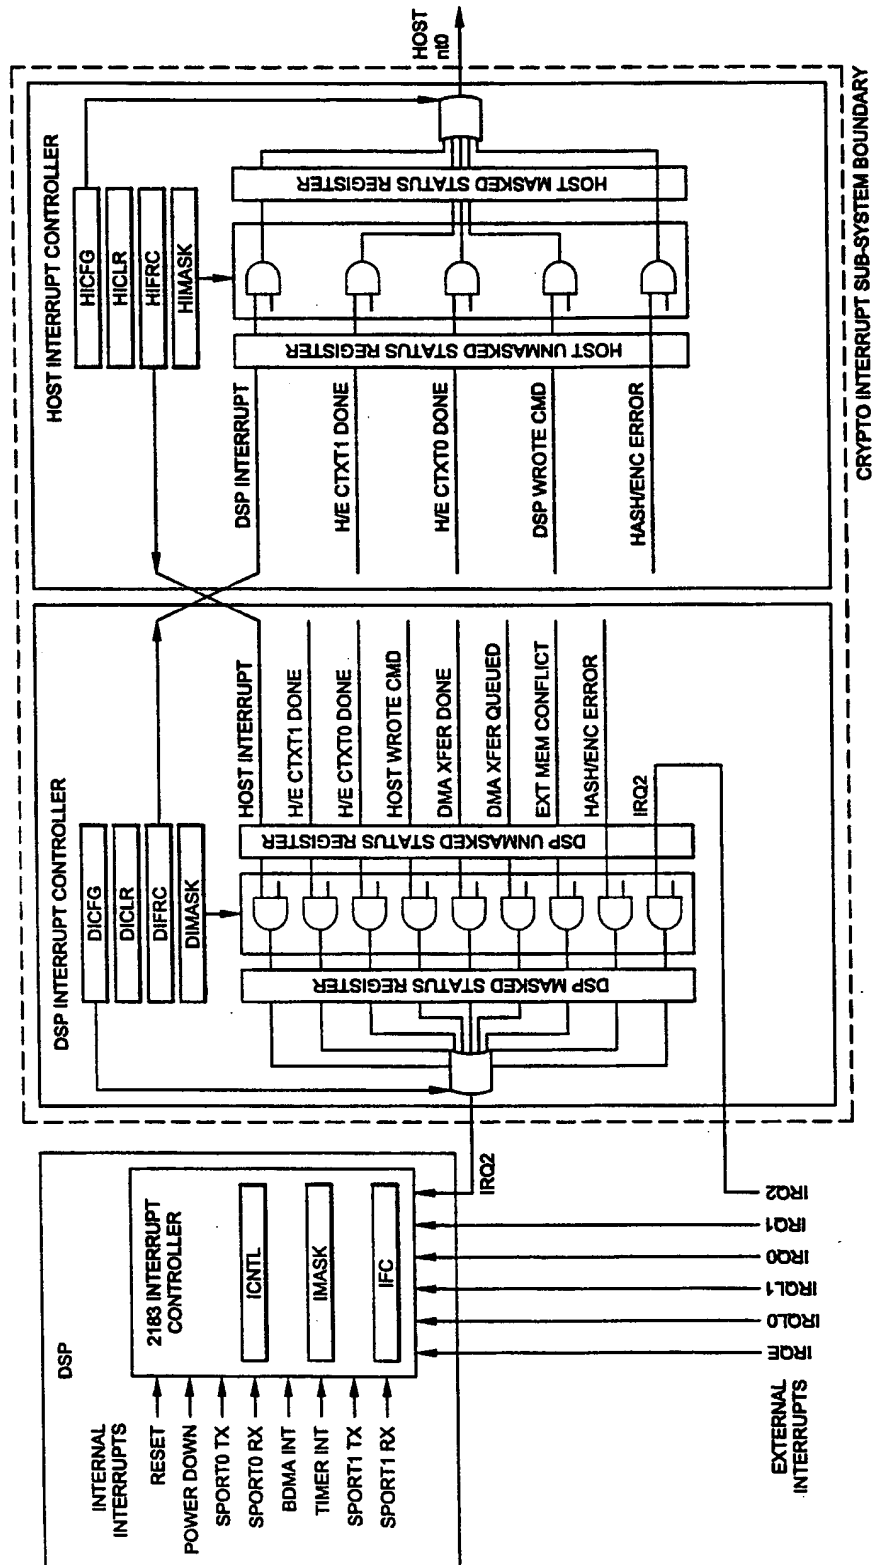 DSP
INTERNAL
INTERRUPTS
RESET
POWER DOWN
SPORT0 TX
SPORT0 RX
BDMA INT
TIMER INT
SPORT1 TX
SPORT1 RX
2183 INTERRUPT
CONTROLLER
ICNTL
IMASK
IFC
IRQ2
EXTERNAL
INTERRUPTS
IRQE
IRQL0
IRQL1
IRQ0
IRQ1
IRQ2
DSP INTERRUPT CONTROLLER
DICFG
DICLR
DIFRC
DIMASK
DSP MASKED STATUS REGISTER
DSP UNMASKED STATUS REGISTER
HOST INTERRUPT
H/E CTXT1 DONE
H/E CTXT0 DONE
HOST WROTE CMD
DMA XFER DONE
DMA XFER QUEUED
EXT MEM CONFLICT
HASH/ENC ERROR
IRQ2
HOST INTERRUPT CONTROLLER
HICFG
HICLR
HIFRC
HIMASK
DSP INTERRUPT
H/E CTXT1 DONE
H/E CTXT0 DONE
DSP WROTE CMD
HASH/ENC ERROR
HOST UNMASKED STATUS REGISTER
HOST MASKED STATUS REGISTER
HOST
nt0
CRYPTO INTERRUPT SUB-SYSTEM BOUNDARY